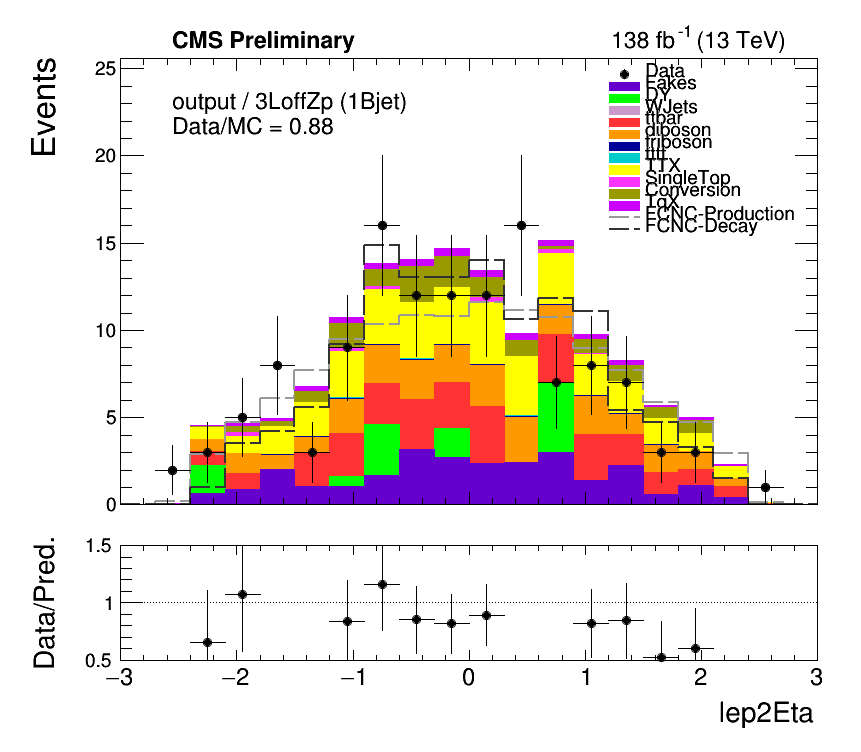 CMS Preliminary
138 fb-1 (13 TeV)
Events
output / 3LoffZp (1Bjet)
Data/MC = 0.88
Data
Fakes
DY
WJets
ttbar
diboson
triboson
tttt
TTX
SingleTop
Conversion
TqX
FCNC-Production
FCNC-Decay
25
20
15
10
5
0
Data/Pred.
1.5
1
0.5
−3
−2
−1
0
1
2
3
lep2Eta